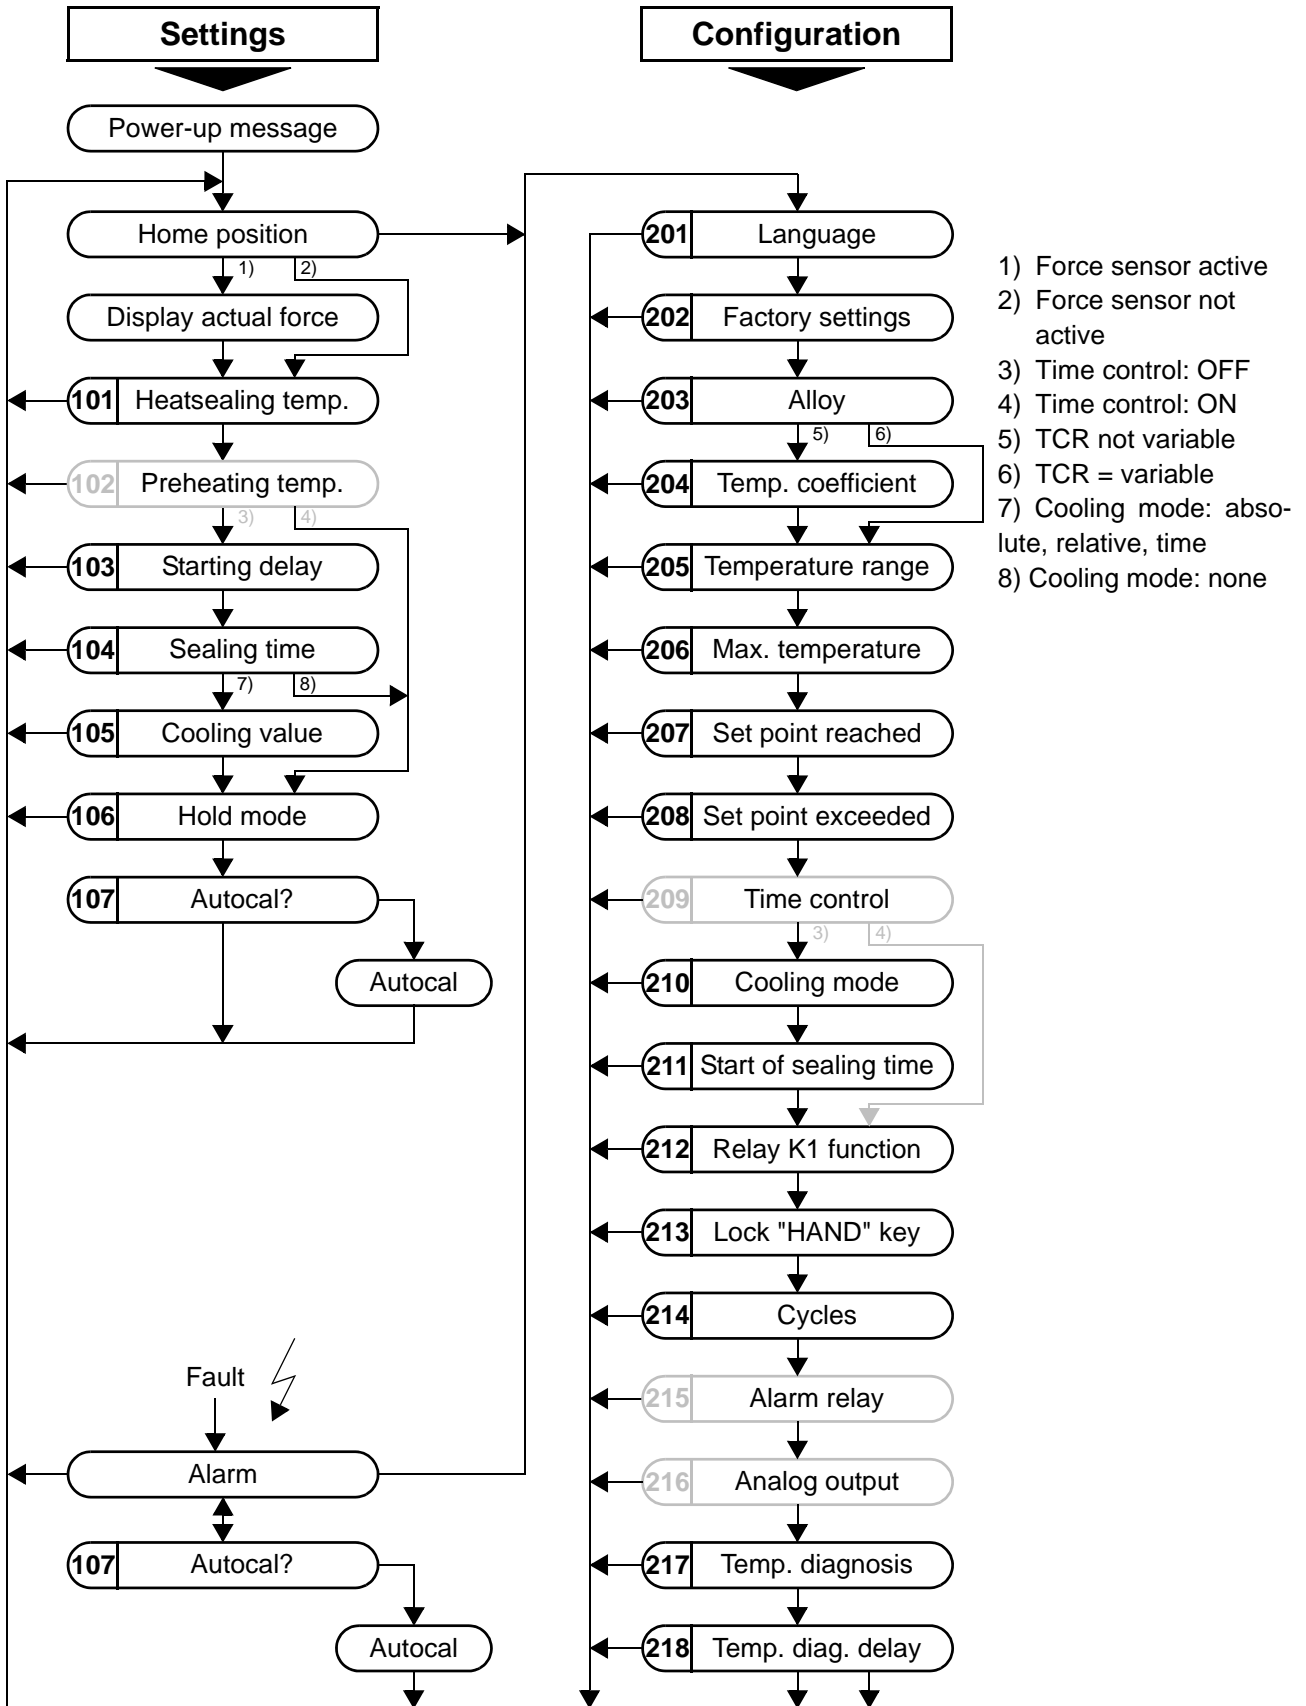 Settings
Power-up message
Home position
1)
2)
Display actual force
101 Heatsealing temp.
102 Preheating temp.
3)
4)
103 Starting delay
104 Sealing time
7)
8)
105 Cooling value
106 Hold mode
107 Autocal?
Autocal
Fault
Alarm
107 Autocal?
Autocal
Configuration
201 Language
202 Factory settings
203 Alloy
5)
6)
204 Temp. coefficient
205 Temperature range
206 Max. temperature
207 Set point reached
208 Set point exceeded
209 Time control
3)
4)
210 Cooling mode
211 Start of sealing time
212 Relay K1 function
213 Lock "HAND" key
214 Cycles
215 Alarm relay
216 Analog output
217 Temp. diagnosis
218 Temp. diag. delay
1) Force sensor active
2) Force sensor not
active
3) Time control: OFF
4) Time control: ON
5) TCR not variable
6) TCR = variable
7) Cooling mode: abso-
lute, relative, time
8) Cooling mode: none